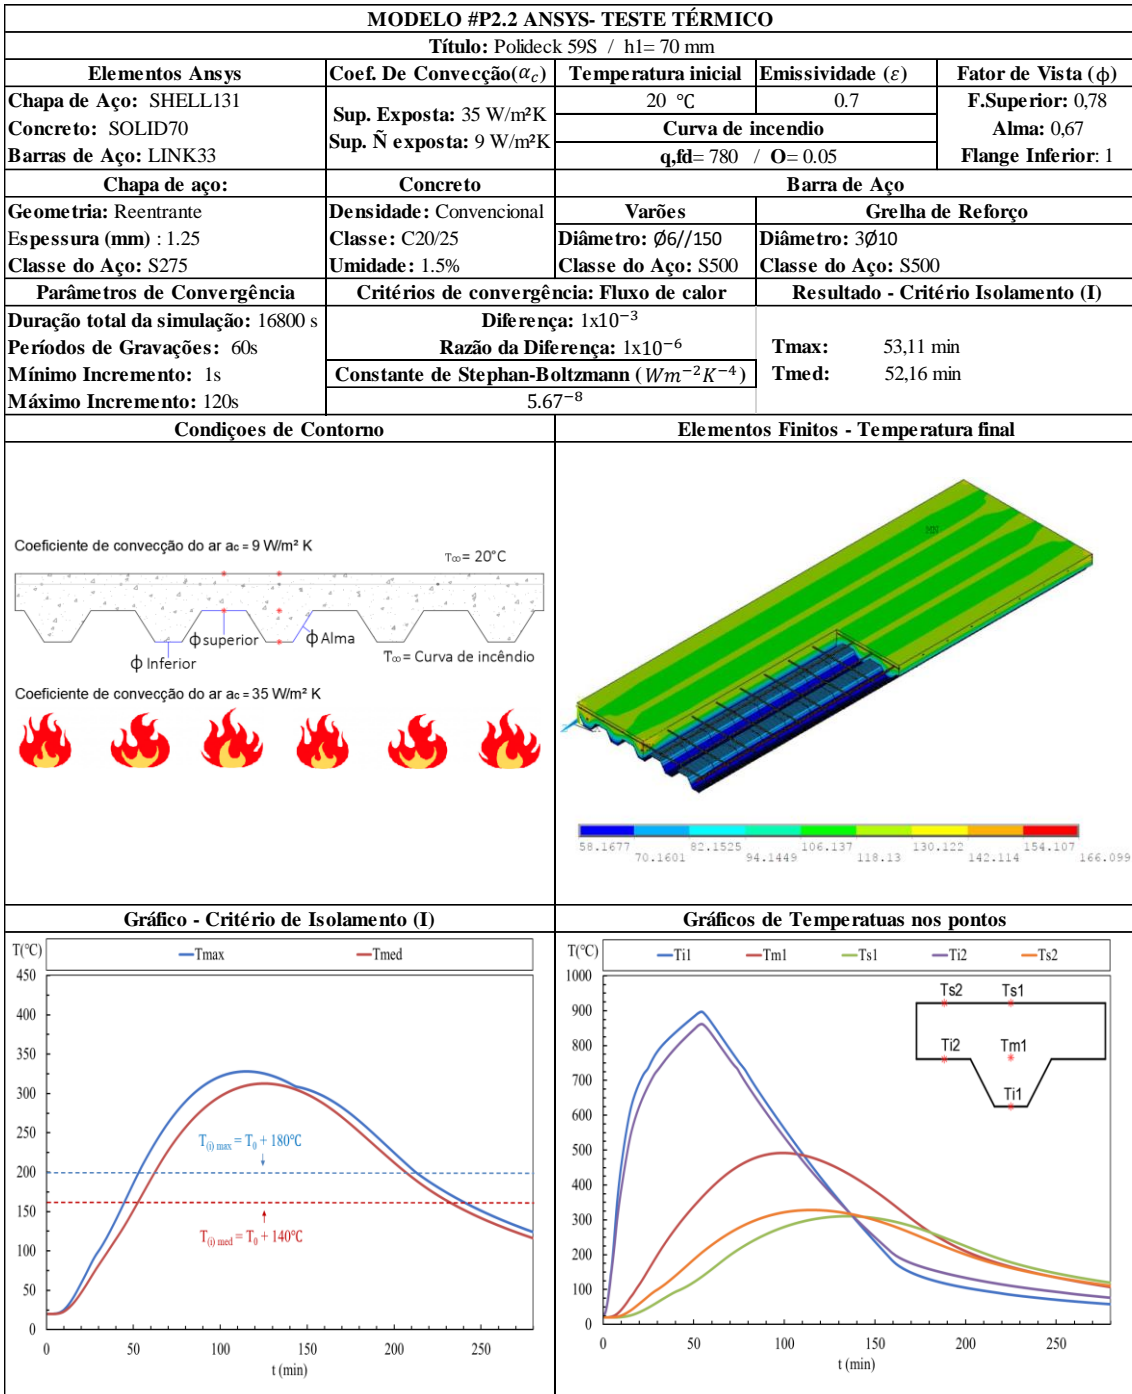 MODELO #P2.2 ANSYS- TESTE TÉRMICO
Título: Polideck 59S / h1= 70 mm
Elementos Ansys
Chapa de Aço: SHELL131
Concreto: SOLID70
Barras de Aço: LINK33
Coef. De Convecção(αc)
Sup. Exposta: 35 W/m²K
Sup. Ñ exposta: 9 W/m²K
Temperatura inicial
20 °C
Emissividade (ε)
0.7
Curva de incendio
q,fd= 780 / O= 0.05
Fator de Vista (ϕ)
F.Superior: 0,78
Alma: 0,67
Flange Inferior: 1
Chapa de aço:
Geometria: Reentrante
Espessura (mm) : 1.25
Classe do Aço: S275
Concreto
Densidade: Convencional
Classe: C20/25
Umidade: 1.5%
Barra de Aço
Varões
Diâmetro: Ø6//150
Classe do Aço: S500
Grelha de Reforço
Diâmetro: 3Ø10
Classe do Aço: S500
Parâmetros de Convergência
Duração total da simulação: 16800 s
Períodos de Gravações: 60s
Mínimo Incremento: 1s
Máximo Incremento: 120s
Critérios de convergência: Fluxo de calor
Diferença: 1x10⁻³
Razão da Diferença: 1x10⁻⁶
Constante de Stephan-Boltzmann (Wm⁻²K⁻⁴)
5.67⁻⁸
Resultado - Critério Isolamento (I)
Tmax: 53,11 min
Tmed: 52,16 min
Condiçoes de Contorno
Coeficiente de convecção do ar ac = 9 W/m² K
T∞= 20°C
ϕ superior
ϕ Alma
ϕ Inferior
T∞= Curva de incêndio
Coeficiente de convecção do ar ac = 35 W/m² K
Elementos Finitos - Temperatura final
58.1677 82.1525 106.137 130.122 154.107
70.1601 94.1449 118.13 142.114 166.099
Gráfico - Critério de Isolamento (I)
T(°C)
Tmax Tmed
450
400
350
300
250
200
150
100
50
0
T(i) max = T0 + 180°C
T(i) med = T0 + 140°C
0 50 100 150 200 250
t (min)
Gráficos de Temperatuas nos pontos
T(°C)
Ti1 Tm1 Ts1 Ti2 Ts2
1000
900
800
700
600
500
400
300
200
100
0
Ts2 Ts1
Ti2 Tm1
Ti1
0 50 100 150 200 250
t (min)